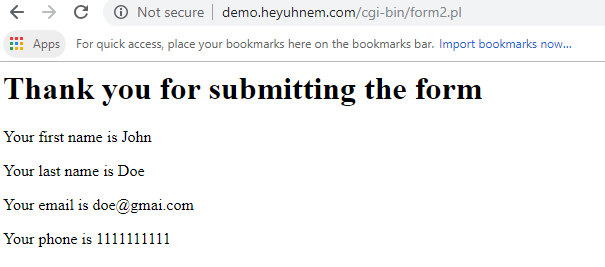 Not secure | demo.heyuhnem.com/cgi-bin/form2.pl
Apps For quick access, place your bookmarks here on the bookmarks bar. Import bookmarks now...
Thank you for submitting the form
Your first name is John
Your last name is Doe
Your email is doe@gmai.com
Your phone is 1111111111